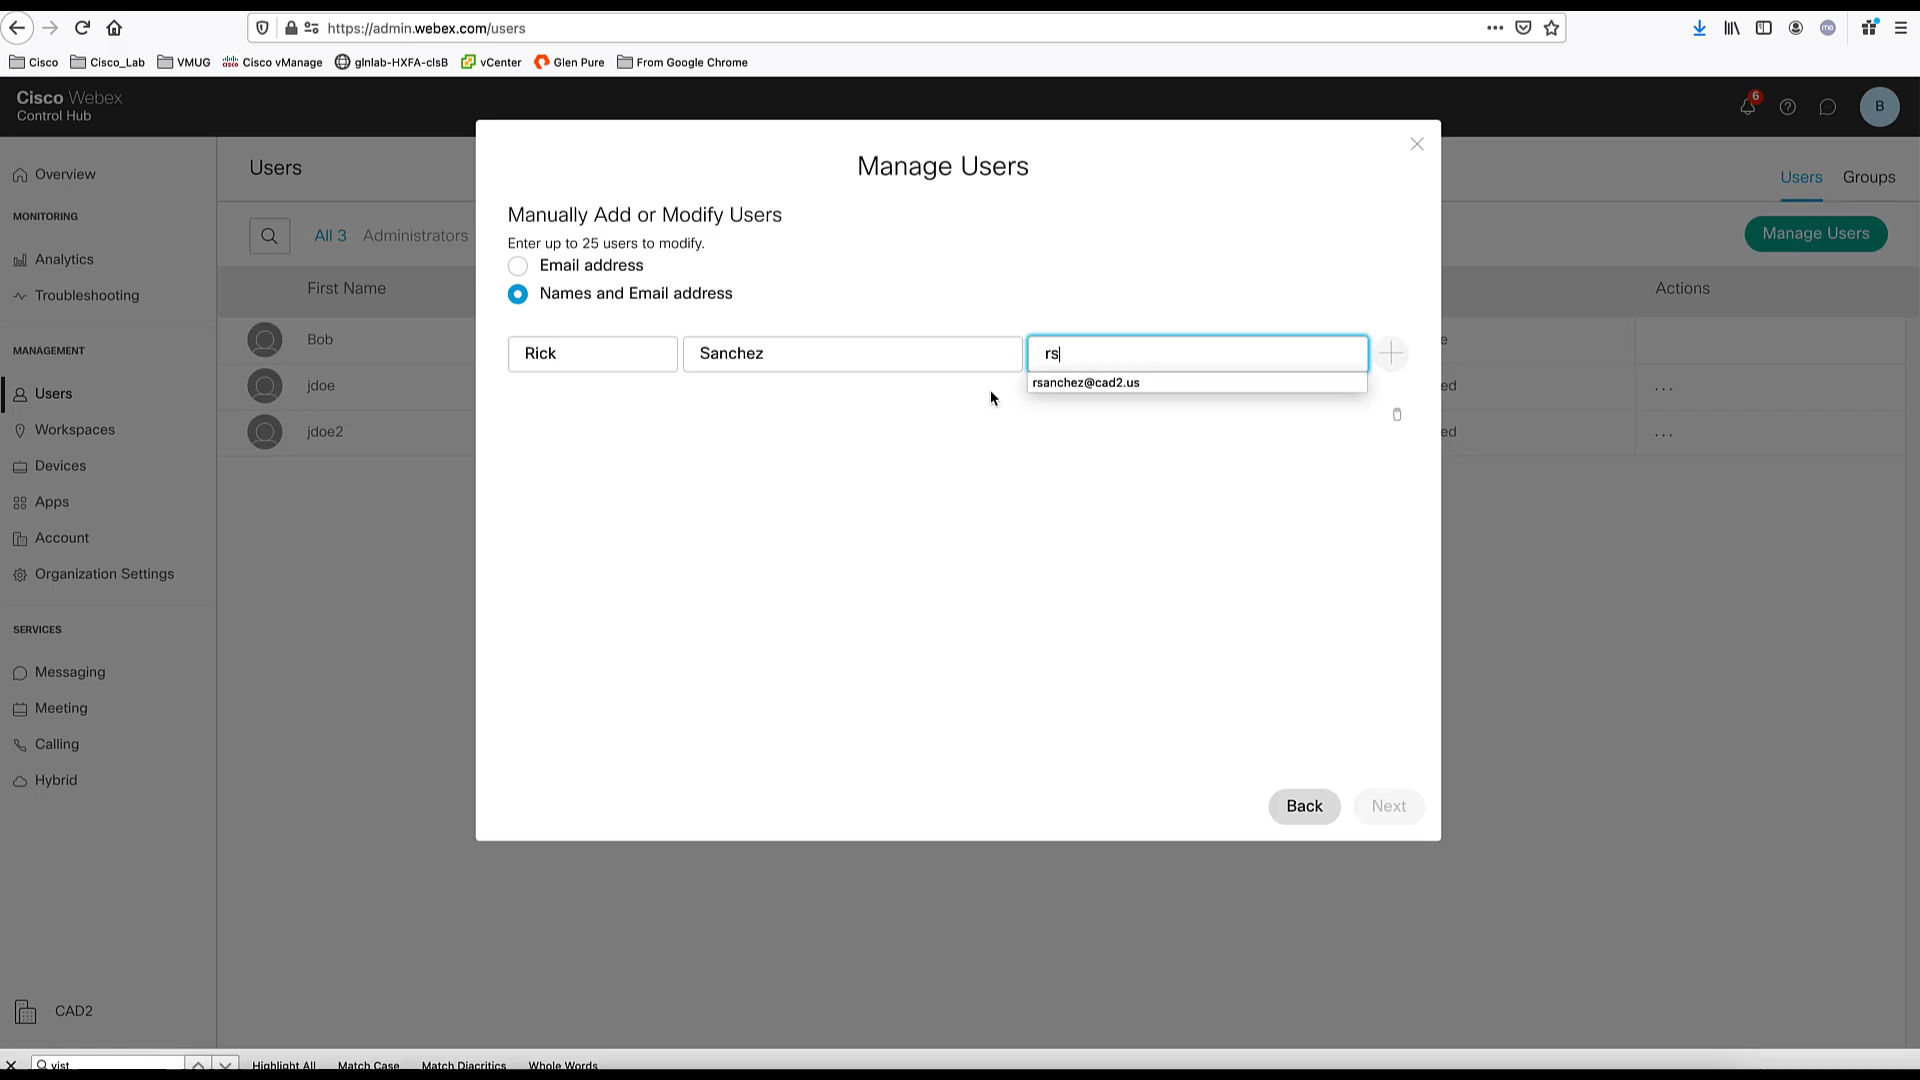 https://admin.webex.com/users
Cisco
Cisco_Lab
VMUG
Cisco vManage
glnlab-HXFA-clsB
vCenter
Glen Pure
From Google Chrome
Cisco Webex
Control Hub
6
B
Overview
MONITORING
Analytics
Troubleshooting
MANAGEMENT
Users
Workspaces
Devices
Apps
Account
Organization Settings
SERVICES
Messaging
Meeting
Calling
Hybrid
CAD2
Users
Users
Groups
All 3
Administrators
Manage Users
First Name
Actions
Bob
e
jdoe
ed
...
jdoe2
ed
...
Manage Users
Manually Add or Modify Users
Enter up to 25 users to modify.
Email address
Names and Email address
Rick
Sanchez
rs
rsanchez@cad2.us
Back
Next
vist
Highlight All
Match Case
Match Diacritics
Whole Words